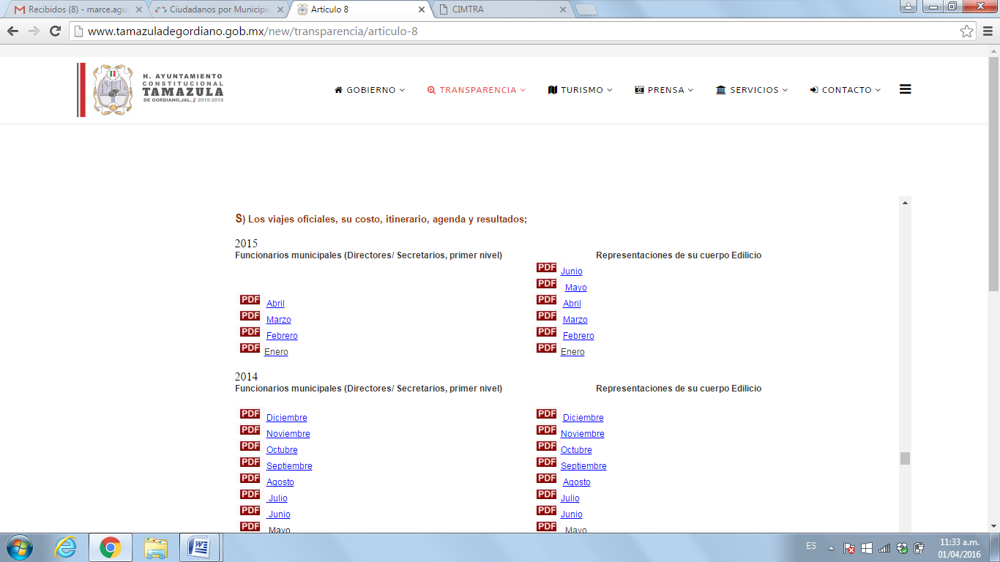 Recibidos (8) - marce.agu
Ciudadanos por Municipio
Artículo 8
CIMTRA
www.tamazuladegordiano.gob.mx/new/transparencia/articulo-8
H. AYUNTAMIENTO
CONSTITUCIONAL
TAMAZULA
DE GORDIANO, JAL. // 2015-2018
GOBIERNO
TRANSPARENCIA
TURISMO
PRENSA
SERVICIOS
CONTACTO
S) Los viajes oficiales, su costo, itinerario, agenda y resultados;
2015
Funcionarios municipales (Directores/ Secretarios, primer nivel) Representaciones de su cuerpo Edilicio
PDF Junio
PDF Mayo
PDF Abril PDF Abril
PDF Marzo PDF Marzo
PDF Febrero PDF Febrero
PDF Enero PDF Enero
2014
Funcionarios municipales (Directores/ Secretarios, primer nivel) Representaciones de su cuerpo Edilicio
PDF Diciembre PDF Diciembre
PDF Noviembre PDF Noviembre
PDF Octubre PDF Octubre
PDF Septiembre PDF Septiembre
PDF Agosto PDF Agosto
PDF Julio PDF Julio
PDF Junio PDF Junio
PDF Mayo PDF Mayo
ES
11:33 a.m.
01/04/2016